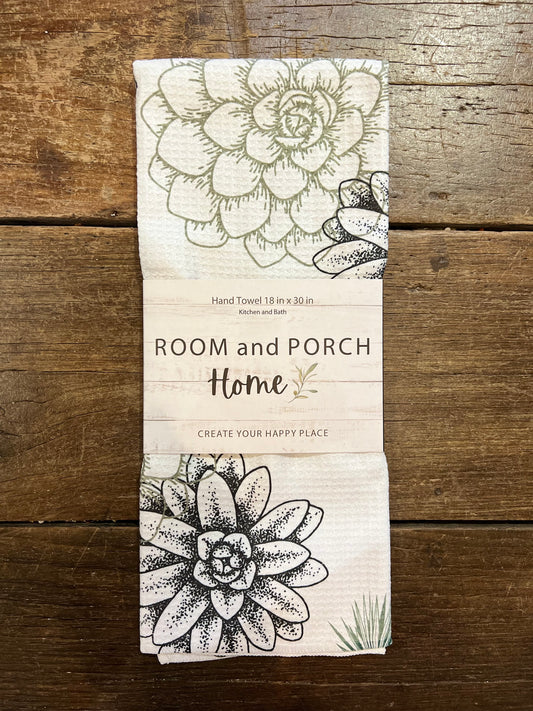 Hand Towel 18 in x 30 in
Kitchen and Bath
ROOM and PORCH
Home
CREATE YOUR HAPPY PLACE